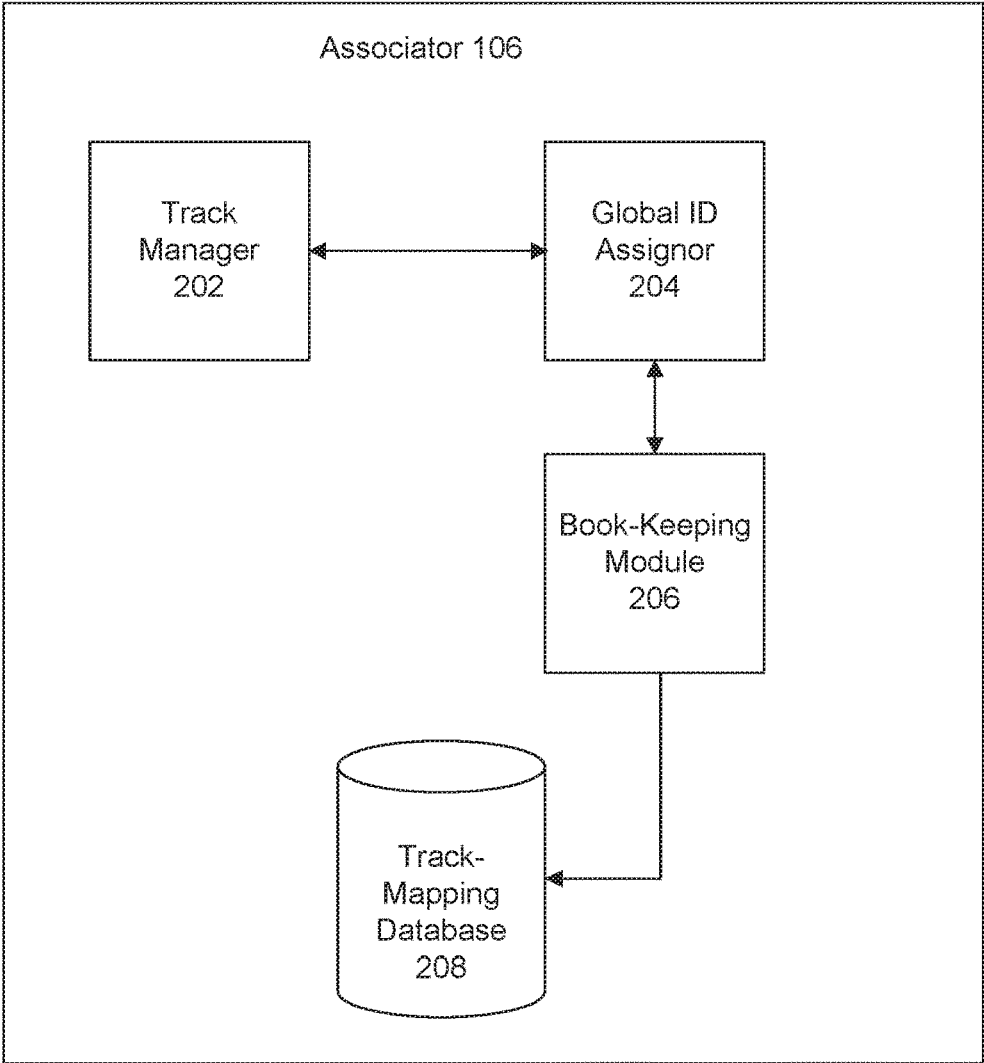 Associator 106
Track
Manager
202
Global ID
Assignor
204
Book-Keeping
Module
206
Track-
Mapping
Database
208